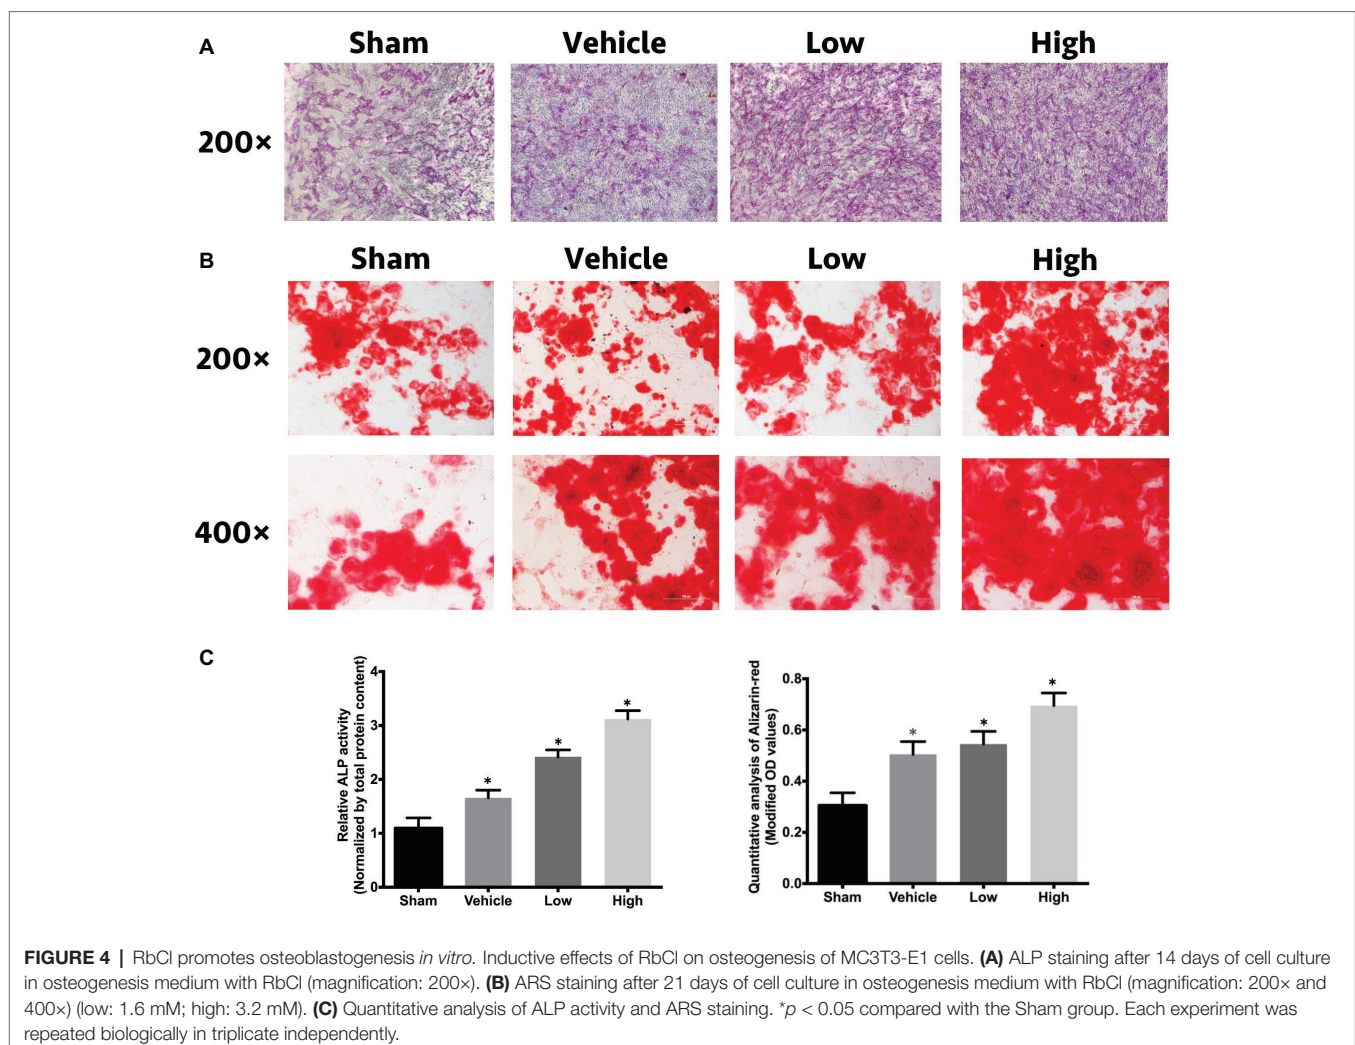 A
Sham
Vehicle
Low
High
200×
B
Sham
Vehicle
Low
High
200×
400×
C
Relative ALP activity
(Normalized by total protein content)
4
3
2
1
0
*
*
*
Sham
Vehicle
Low
High
Quantitative analysis of Alizarin-red
(Modified OD values)
0.8
0.6
0.4
0.2
0.0
*
*
*
Sham
Vehicle
Low
High
FIGURE 4 | RbCl promotes osteoblastogenesis in vitro. Inductive effects of RbCl on osteogenesis of MC3T3-E1 cells. (A) ALP staining after 14 days of cell culture
in osteogenesis medium with RbCl (magnification: 200×). (B) ARS staining after 21 days of cell culture in osteogenesis medium with RbCl (magnification: 200× and
400×) (low: 1.6 mM; high: 3.2 mM). (C) Quantitative analysis of ALP activity and ARS staining. *p < 0.05 compared with the Sham group. Each experiment was
repeated biologically in triplicate independently.